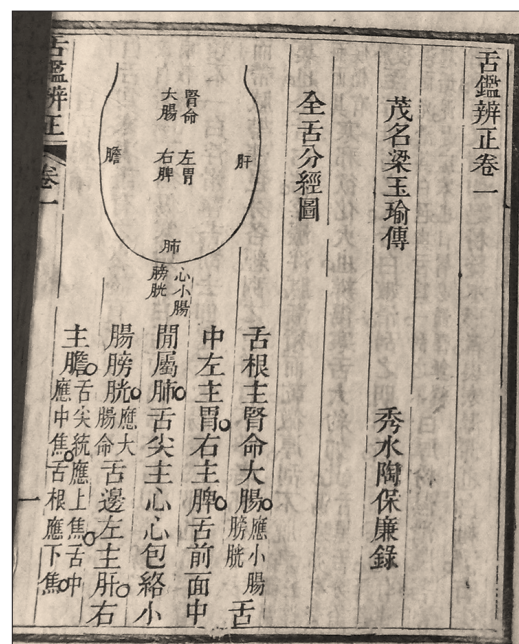 舌鑑辨正卷一
茂名梁玉瑜傳
秀水陶保廉錄
全舌分經圖
腎命
大腸
左胃
右脾
肝
膽
肺
心小腸
膀胱
舌根主腎命大腸應小腸膀胱舌
中左主胃右主脾舌前面中
間屬肺舌尖主心心包絡小
腸膀胱應大腸命舌邊左主肝右
主膽舌尖統應上焦舌中應中焦舌根應下焦
舌鑑辨正
卷一
一